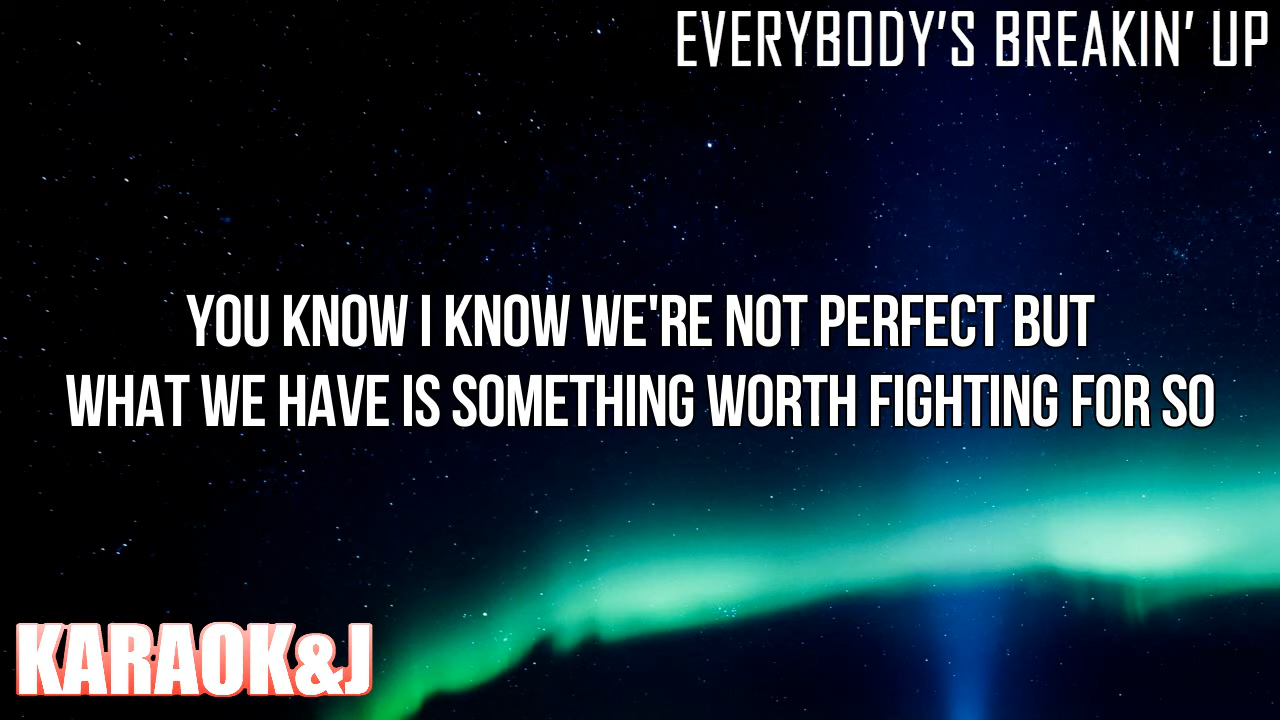 EVERYBODY'S BREAKIN' UP
YOU KNOW I KNOW WE'RE NOT PERFECT BUT
WHAT WE HAVE IS SOMETHING WORTH FIGHTING FOR SO
KARAOK&J